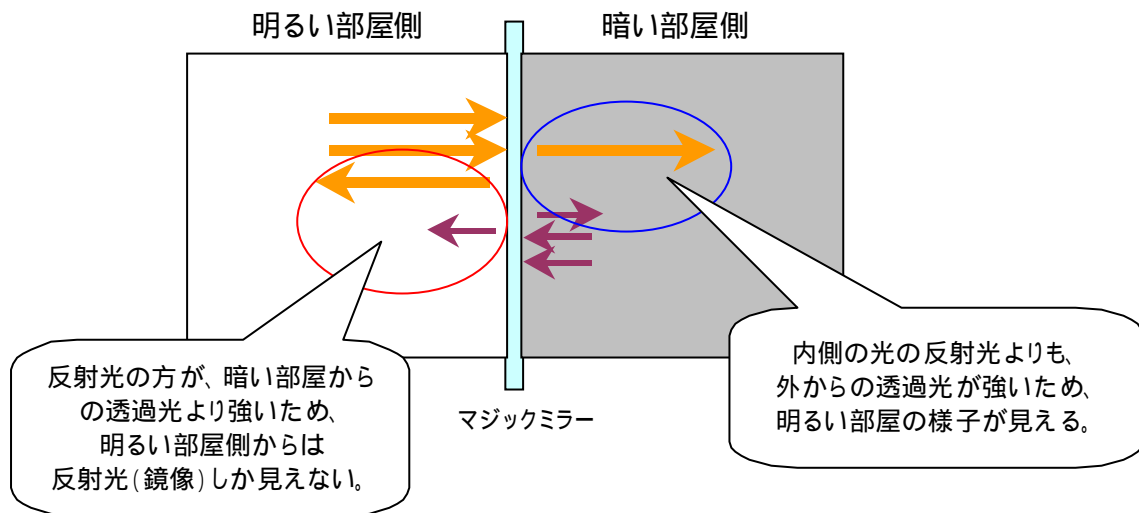 明るい部屋側
暗い部屋側
反射光の方が、暗い部屋から
の透過光より強いため、
明るい部屋側からは
反射光(鏡像)しか見えない。
マジックミラー
内側の光の反射光よりも、
外からの透過光が強いため、
明るい部屋の様子が見える。